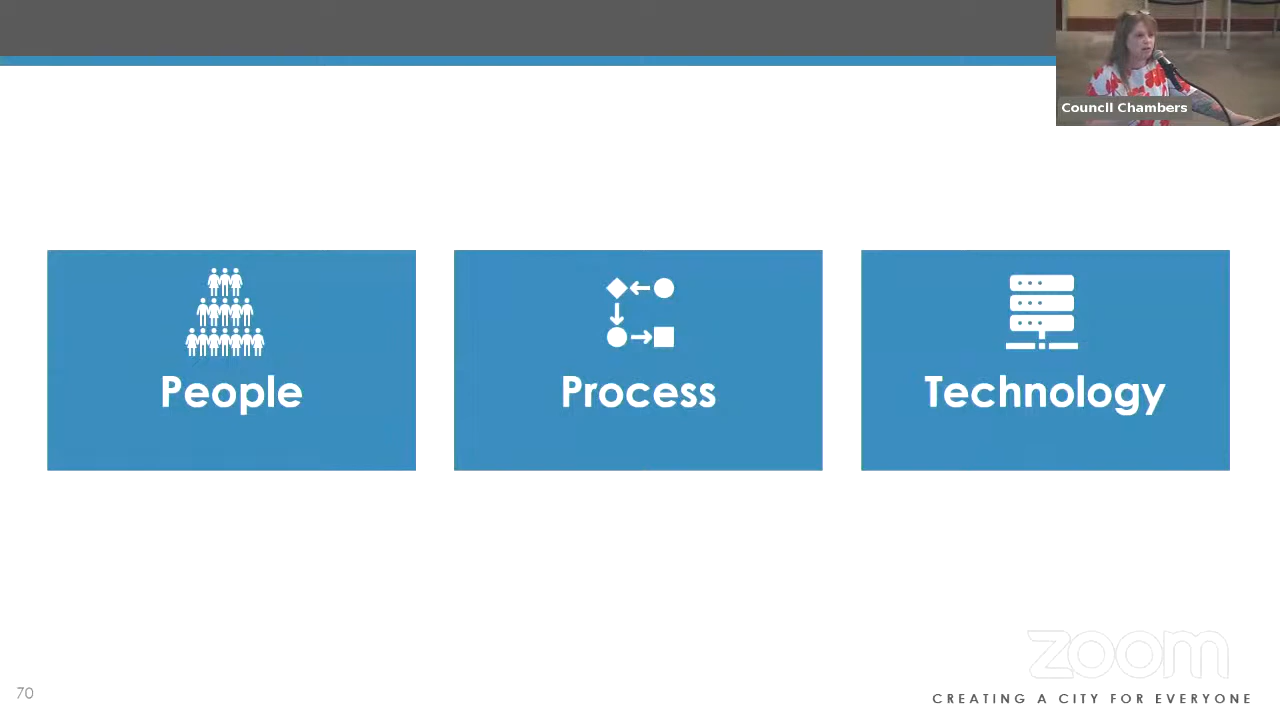 Council Chambers
People
Process
Technology
zoom
70
CREATING A CITY FOR EVERYONE